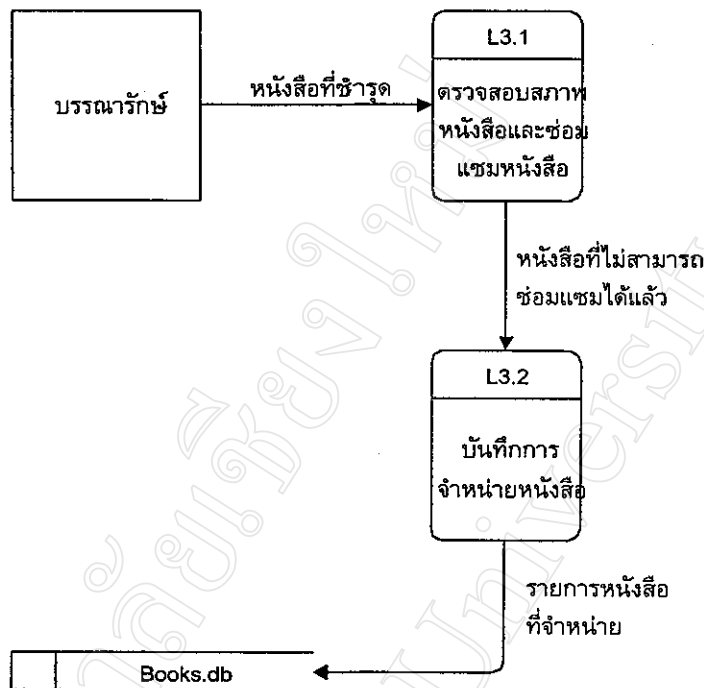 L3.1
บรรณารักษ์
หนังสือที่ชำรุด
ตรวจสอบสภาพ
หนังสือและซ่อม
แซมหนังสือ
หนังสือที่ไม่สามารถ
ซ่อมแซมได้แล้ว
L3.2
บันทึกการ
จำหน่ายหนังสือ
รายการหนังสือ
ที่จำหน่าย
Books.db